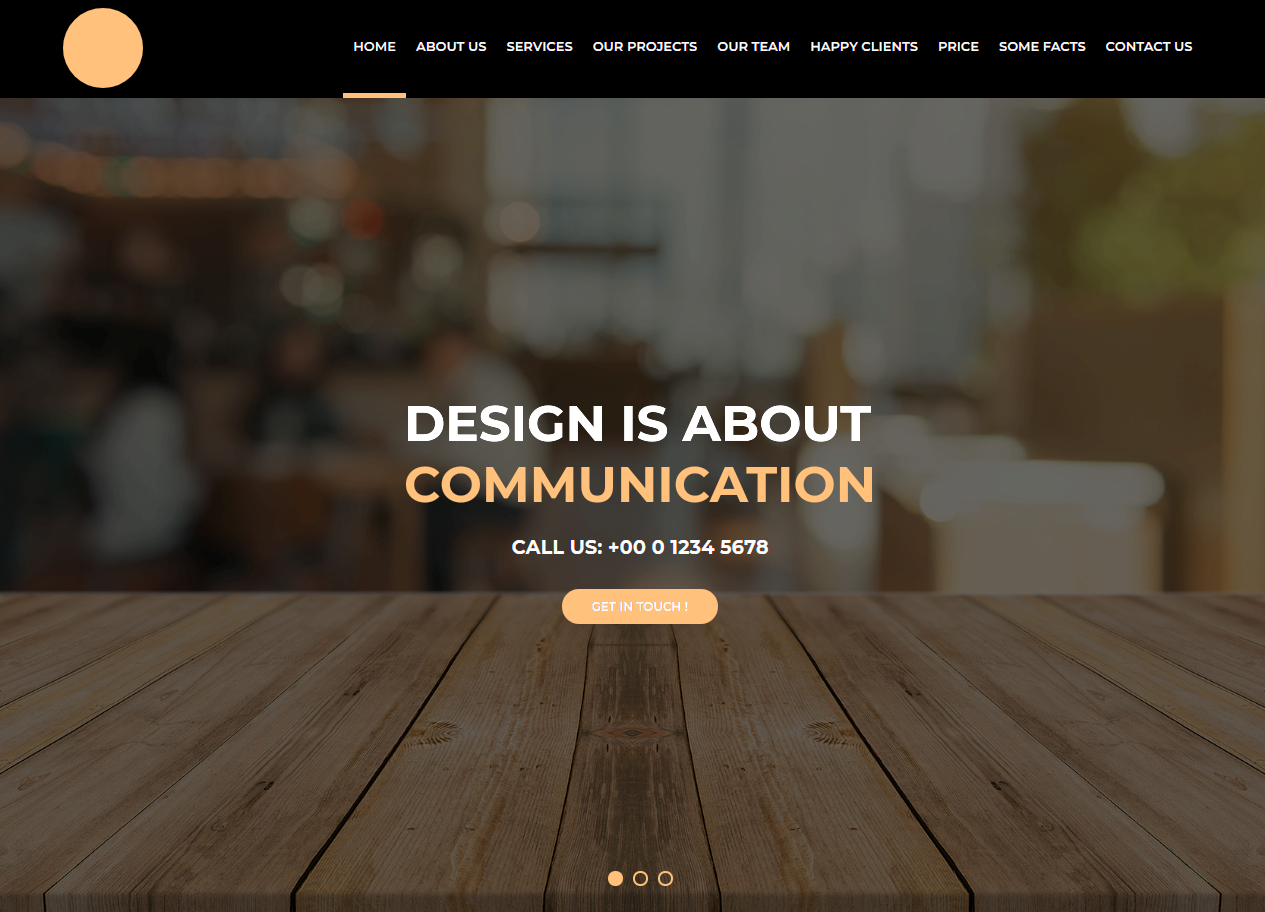 HOME ABOUT US SERVICES OUR PROJECTS OUR TEAM HAPPY CLIENTS PRICE SOME FACTS CONTACT US
DESIGN IS ABOUT
COMMUNICATION
CALL US: +00 0 1234 5678
GET IN TOUCH !